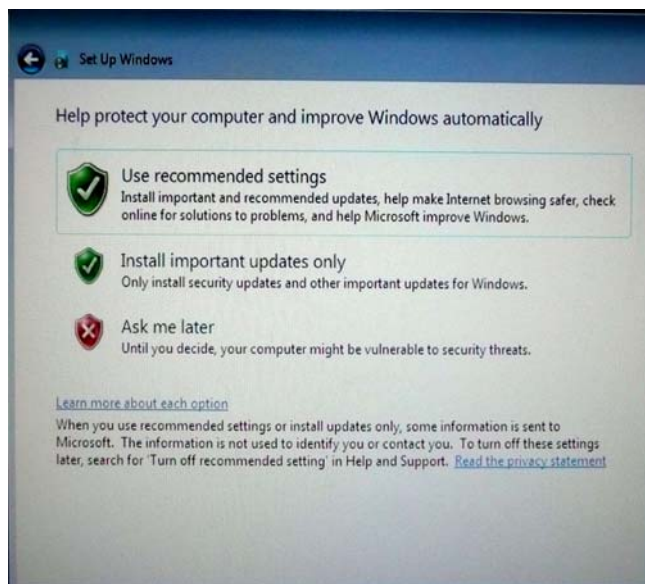 Set Up Windows
Help protect your computer and improve Windows automatically
Use recommended settings
Install important and recommended updates, help make Internet browsing safer, check
online for solutions to problems, and help Microsoft improve Windows.
Install important updates only
Only install security updates and other important updates for Windows.
Ask me later
Until you decide, your computer might be vulnerable to security threats.
Learn more about each option
When you use recommended settings or install updates only, some information is sent to
Microsoft. The information is not used to identify you or contact you. To turn off these settings
later, search for 'Turn off recommended setting' in Help and Support. Read the privacy statement